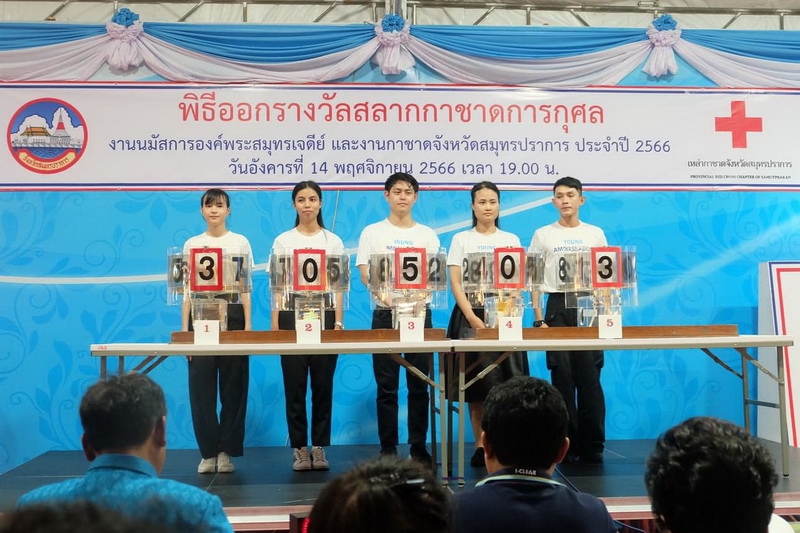 พิธีออกรางวัลสลากกาชาดการกุศล
งานนมัสการองค์พระสมุทรเจดีย์ และงานกาชาดจังหวัดสมุทรปราการ ประจำปี 2566
วันอังคารที่ 14 พฤศจิกายน 2566 เวลา 19.00 น.
เหล่ากาชาดจังหวัดสมุทรปราการ
PROVINCIAL RED CROSS CHAPTER OF SAMUTPRAKAN
YOUNG
YOUNG
3 0 5 0 3
1 2 3 4 5
I-CLEAR